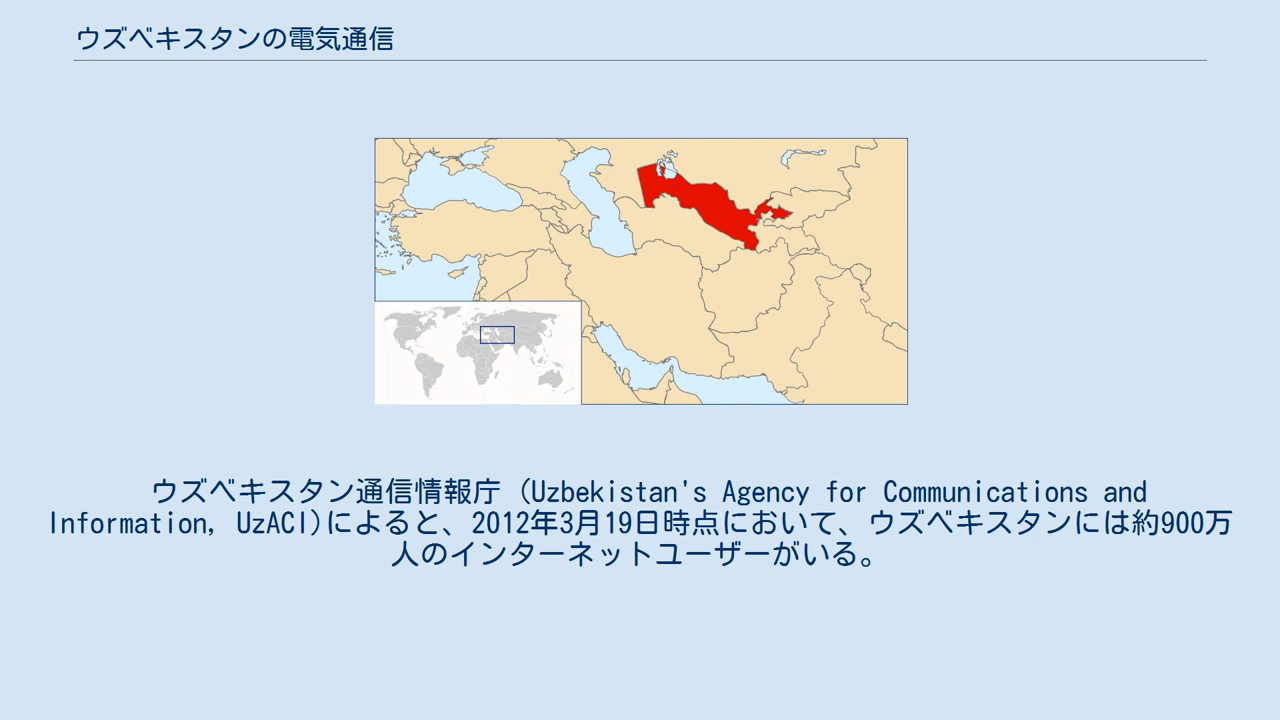 ウズベキスタンの電気通信
ウズベキスタン通信情報庁 (Uzbekistan's Agency for Communications and
Information, UzACI)によると、2012年3月19日時点において、ウズベキスタンには約900万
人のインターネットユーザーがいる。